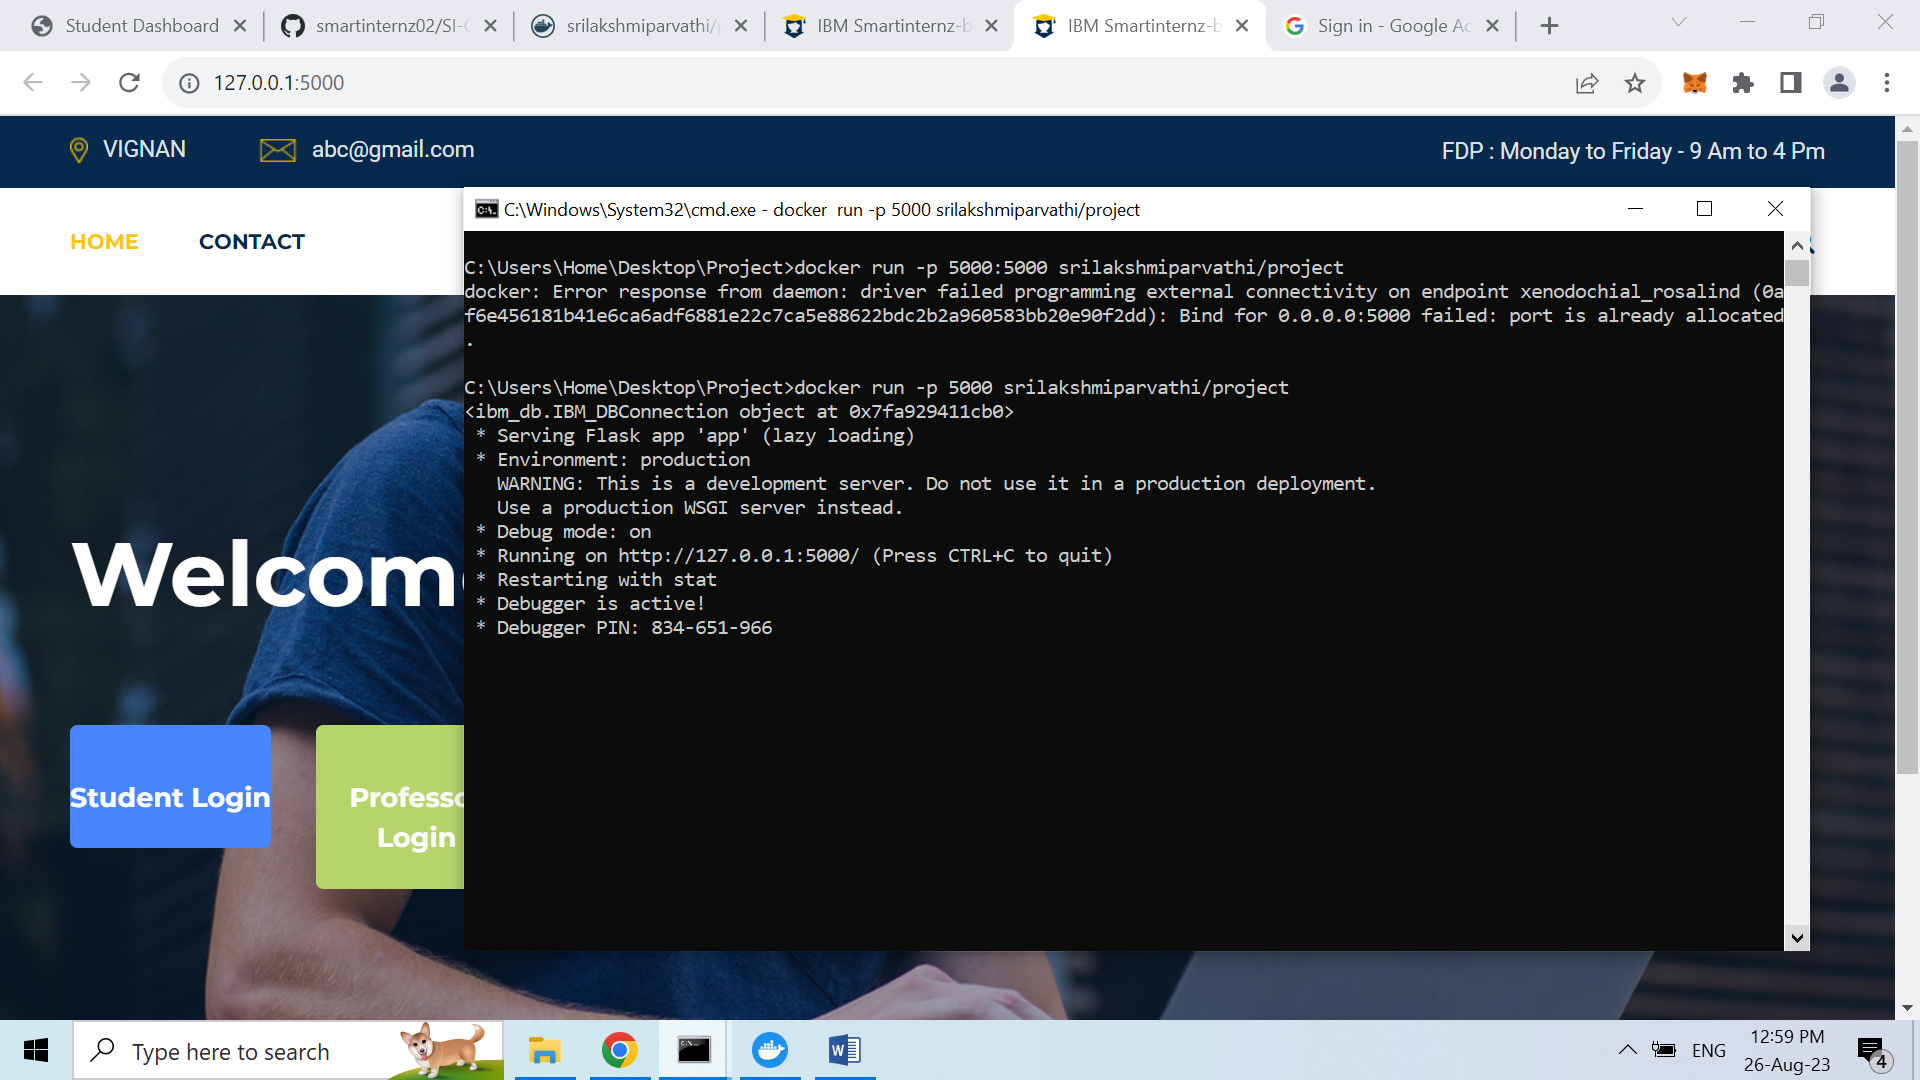 Student Dashboard
smartinternz02/SI-G
srilakshmiparvathi/p
IBM Smartinternz-b
IBM Smartinternz-b
Sign in - Google Ac
127.0.0.1:5000
VIGNAN
abc@gmail.com
FDP : Monday to Friday - 9 Am to 4 Pm
HOME
CONTACT
C:\Windows\System32\cmd.exe - docker  run -p 5000 srilakshmiparvathi/project
C:\Users\Home\Desktop\Project>docker run -p 5000:5000 srilakshmiparvathi/project
docker: Error response from daemon: driver failed programming external connectivity on endpoint xenodochial_rosalind (0a
f6e456181b41e6ca6adf6881e22c7ca5e88622bdc2b2a960583bb20e90f2dd): Bind for 0.0.0.0:5000 failed: port is already allocated
.
C:\Users\Home\Desktop\Project>docker run -p 5000 srilakshmiparvathi/project
<ibm_db.IBM_DBConnection object at 0x7fa929411cb0>
 * Serving Flask app 'app' (lazy loading)
 * Environment: production
   WARNING: This is a development server. Do not use it in a production deployment.
   Use a production WSGI server instead.
 * Debug mode: on
 * Running on http://127.0.0.1:5000/ (Press CTRL+C to quit)
 * Restarting with stat
 * Debugger is active!
 * Debugger PIN: 834-651-966
Welcom
Student Login
Professo
Login
Type here to search
ENG
12:59 PM
26-Aug-23
4